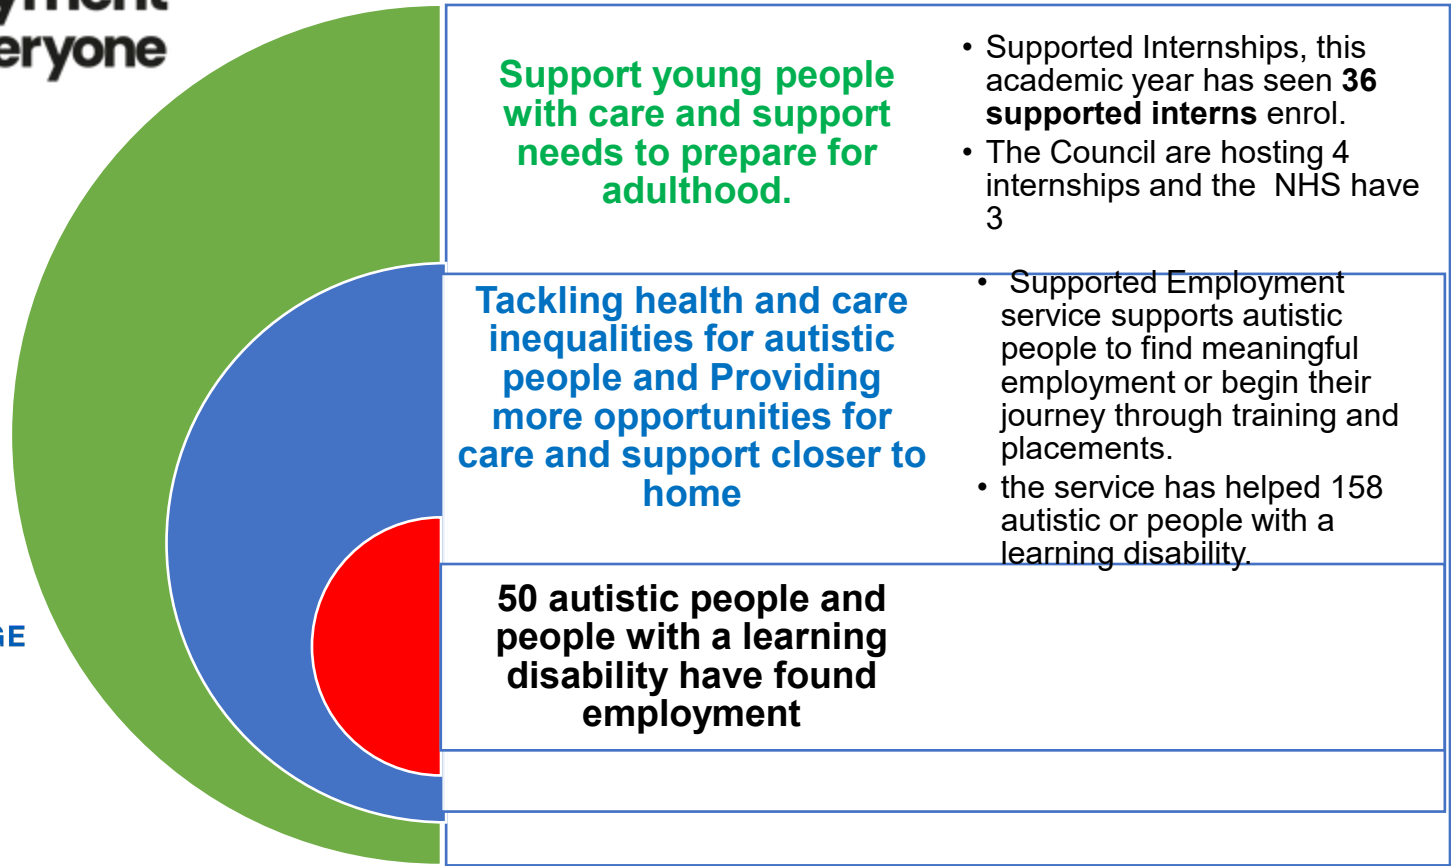 eryone
Support young people
with care and support
needs to prepare for
adulthood.
• Supported Internships, this
academic year has seen 36
supported interns enrol.
• The Council are hosting 4
internships and the  NHS have
3
Tackling health and care
inequalities for autistic
people and Providing
more opportunities for
care and support closer to
home
•  Supported Employment
service supports autistic
people to find meaningful
employment or begin their
journey through training and
placements.
• the service has helped 158
autistic or people with a
learning disability.
50 autistic people and
people with a learning
disability have found
employment
GE